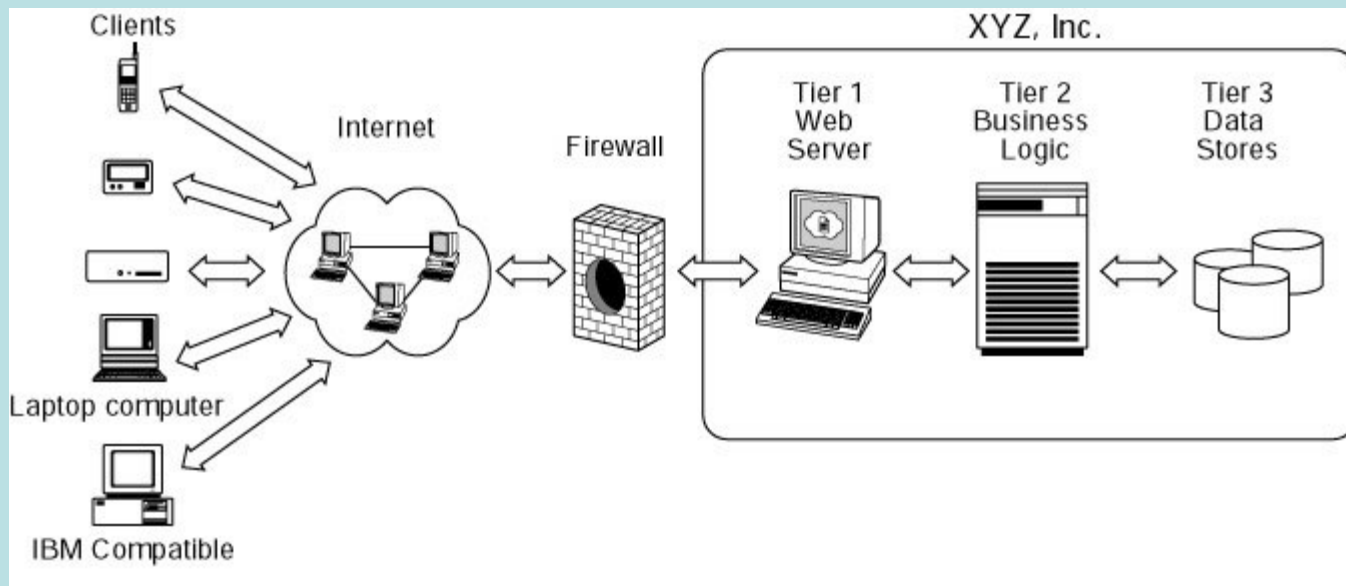 Clients
XYZ, Inc.
Internet
Firewall
Tier 1
Web
Server
Tier 2
Business
Logic
Tier 3
Data
Stores
Laptop computer
IBM Compatible